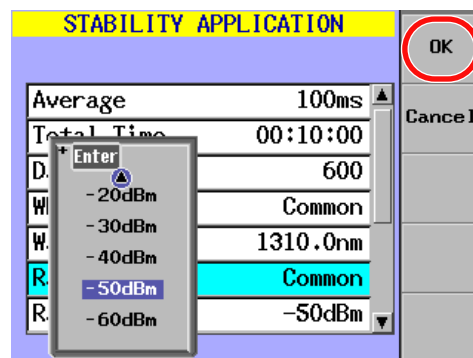 STABILITY APPLICATION
OK
Cancel
Average 100ms
Total Time 00:10:00
D. 600
W Common
W. 1310.0nm
R. Common
R. -50dBm
+ Enter
-20dBm
-30dBm
-40dBm
-50dBm
-60dBm